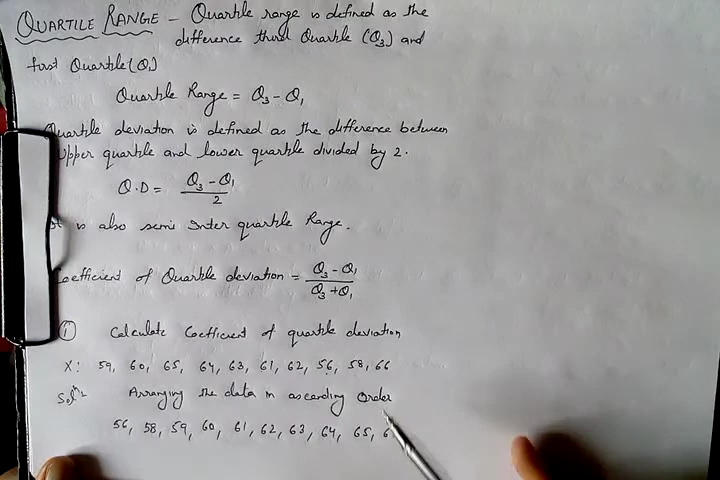 QUARTILE RANGE - Quartile range is defined as the
difference third Quartile (Q3) and
first Quartile (Q1)
Quartile Range = Q3 - Q1
Quartile deviation is defined as the difference between
upper quartile and lower quartile divided by 2.
Q.D = Q3 - Q1 / 2
It is also semi Inter quartile Range.
Coefficient of Quartile deviation = Q3 - Q1 / Q3 + Q1
① Calculate Coefficient of quartile deviation
X: 59, 60, 65, 64, 63, 61, 62, 56, 58, 66
Soln: Arranging the data in ascending Order
56, 58, 59, 60, 61, 62, 63, 64, 65, 6